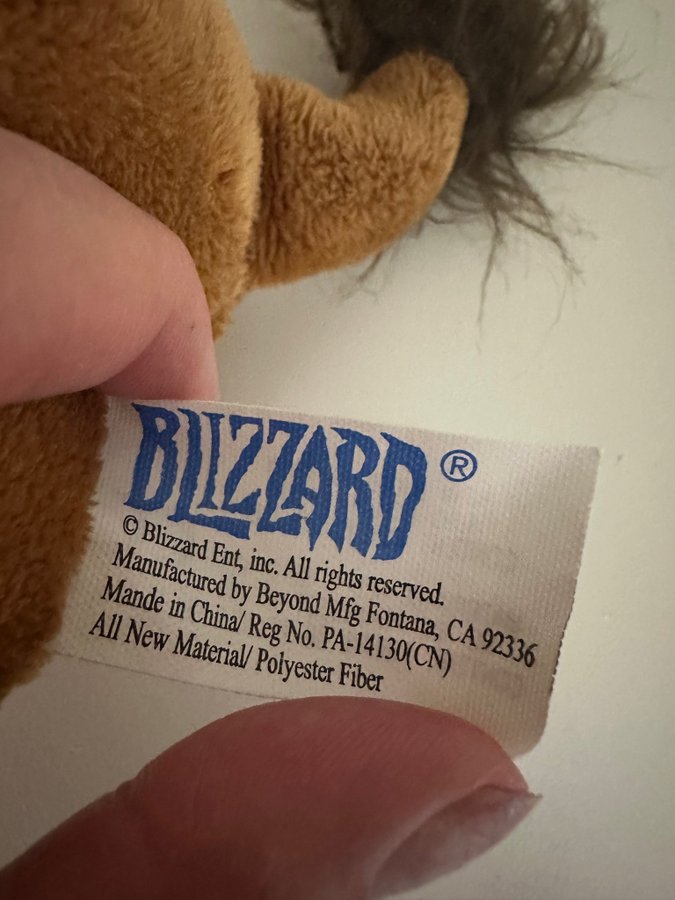 BLIZZARD®
© Blizzard Ent, inc. All rights reserved.
Manufactured by Beyond Mfg Fontana, CA 92336
Mande in China/ Reg No. PA-14130(CN)
All New Material/ Polyester Fiber